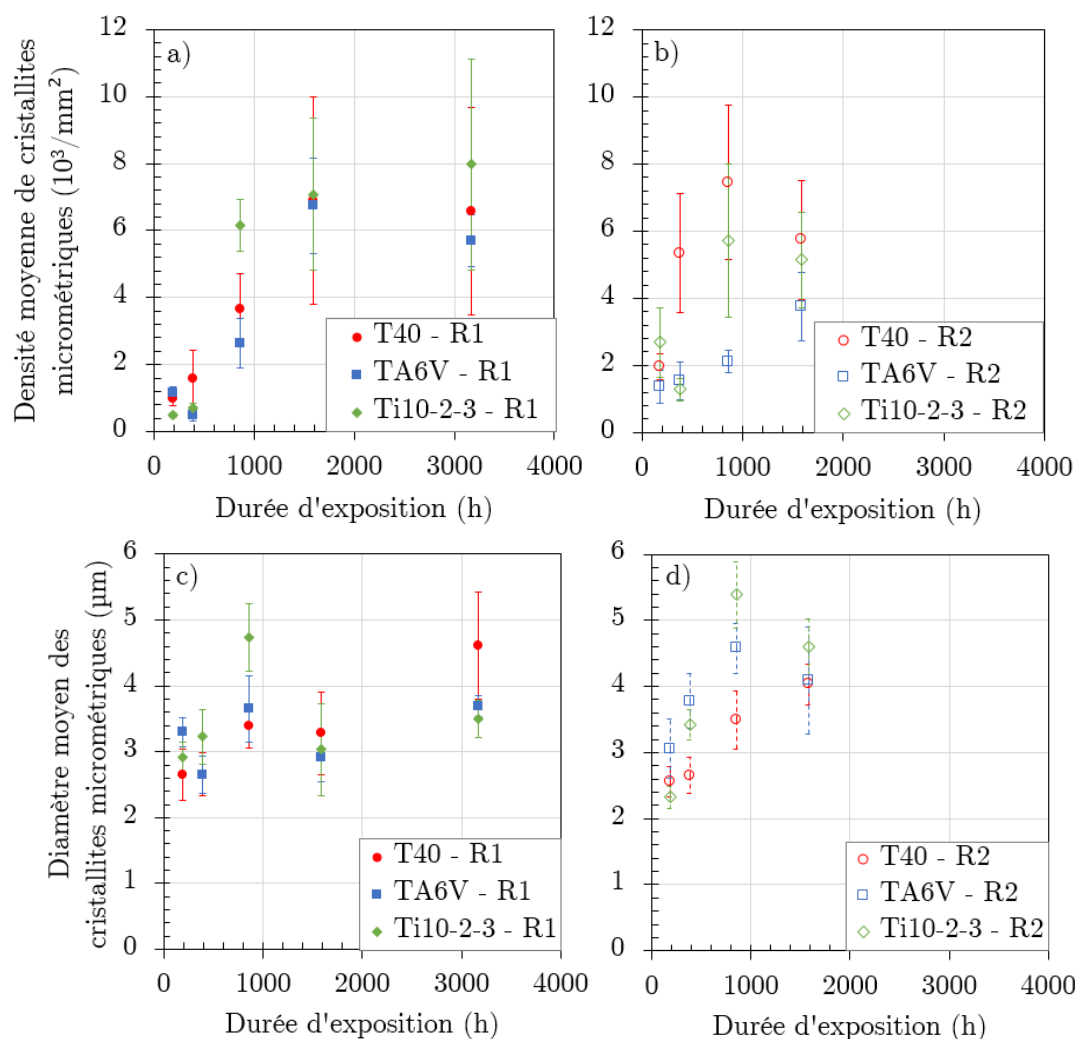 Densité moyenne de cristallites
micrométriques (10³/mm²)
12
10
8
6
4
2
0
a)
T40 - R1
TA6V - R1
Ti10-2-3 - R1
0 1000 2000 3000 4000
Durée d'exposition (h)
12
10
8
6
4
2
0
b)
T40 - R2
TA6V - R2
Ti10-2-3 - R2
0 1000 2000 3000 4000
Durée d'exposition (h)
Diamètre moyen des
cristallites micrométriques (µm)
6
5
4
3
2
1
0
c)
T40 - R1
TA6V - R1
Ti10-2-3 - R1
0 1000 2000 3000 4000
Durée d'exposition (h)
6
5
4
3
2
1
0
d)
T40 - R2
TA6V - R2
Ti10-2-3 - R2
0 1000 2000 3000 4000
Durée d'exposition (h)